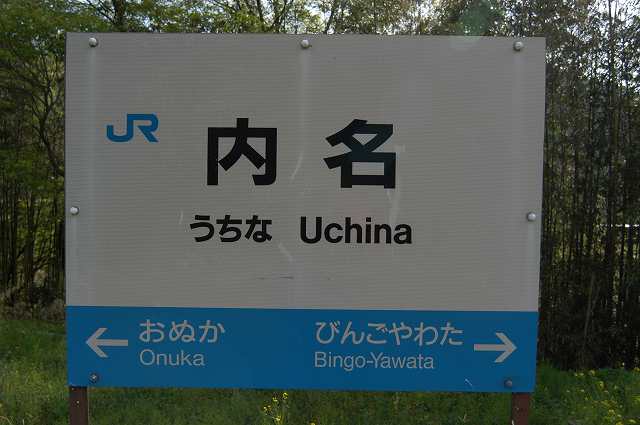 JR
内名
うちな Uchina
← おぬか びんごやわた →
Onuka Bingo-Yawata